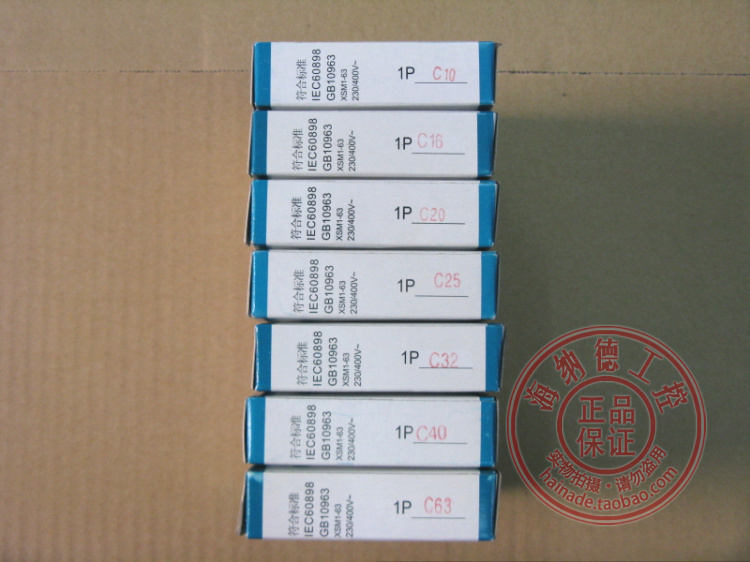 符合标准
IEC60898
GB10963
XSM1-63
230/400V~
1P C10
符合标准
IEC60898
GB10963
XSM1-63
230/400V~
1P C16
符合标准
IEC60898
GB10963
XSM1-63
230/400V~
1P C20
符合标准
IEC60898
GB10963
XSM1-63
230/400V~
1P C25
符合标准
IEC60898
GB10963
XSM1-63
230/400V~
1P C32
符合标准
IEC60898
GB10963
XSM1-63
230/400V~
1P C40
符合标准
IEC60898
GB10963
XSM1-63
230/400V~
1P C63
海纳德工控
正品
保证
实物拍摄·请勿盗用
hainade.taobao.com